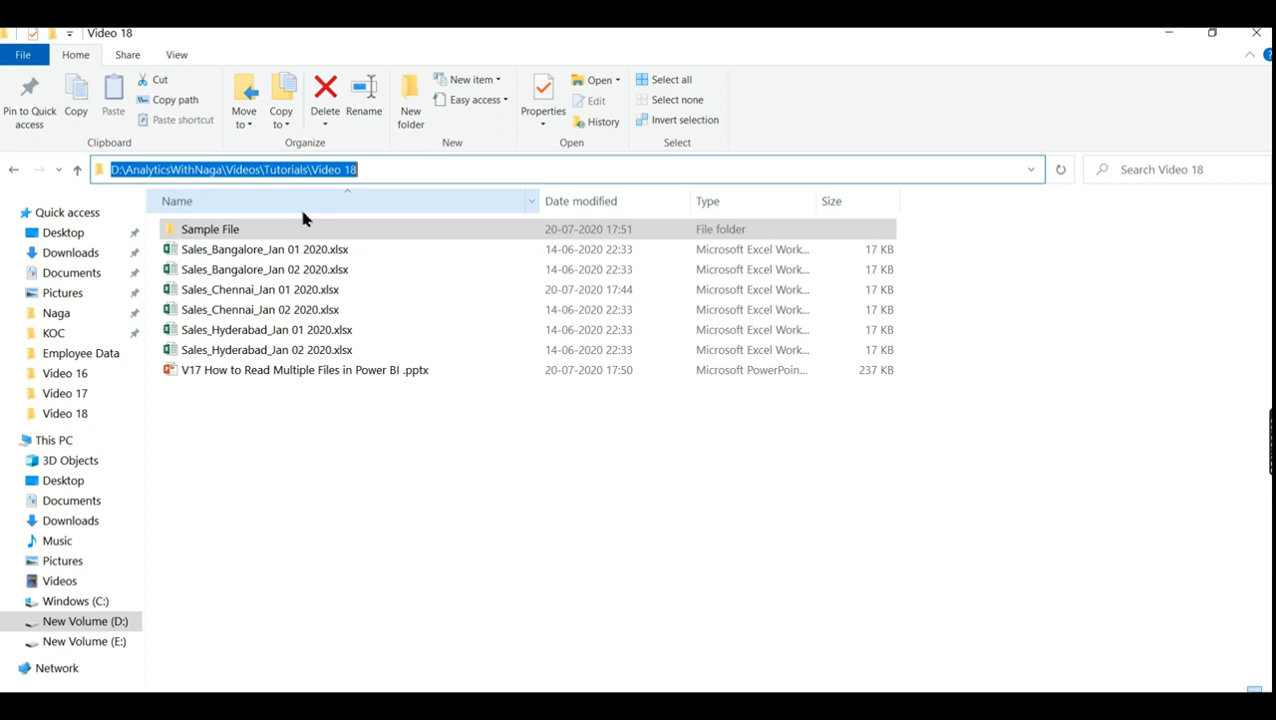 Video 18
File Home Share View
Pin to Quick access
Copy
Paste
Cut
Copy path
Paste shortcut
Clipboard
Move to
Copy to
Delete
Rename
Organize
New folder
New item
Easy access
New
Properties
Open
Edit
History
Open
Select all
Select none
Invert selection
Select
D:\AnalyticsWithNaga\Videos\Tutorials\Video 18
Search Video 18
Name Date modified Type Size
Sample File 20-07-2020 17:51 File folder
Sales_Bangalore_Jan 01 2020.xlsx 14-06-2020 22:33 Microsoft Excel Work... 17 KB
Sales_Bangalore_Jan 02 2020.xlsx 14-06-2020 22:33 Microsoft Excel Work... 17 KB
Sales_Chennai_Jan 01 2020.xlsx 20-07-2020 17:44 Microsoft Excel Work... 17 KB
Sales_Chennai_Jan 02 2020.xlsx 14-06-2020 22:33 Microsoft Excel Work... 17 KB
Sales_Hyderabad_Jan 01 2020.xlsx 14-06-2020 22:33 Microsoft Excel Work... 17 KB
Sales_Hyderabad_Jan 02 2020.xlsx 14-06-2020 22:33 Microsoft Excel Work... 17 KB
V17 How to Read Multiple Files in Power BI .pptx 20-07-2020 17:50 Microsoft PowerPoin... 237 KB
Quick access
Desktop
Downloads
Documents
Pictures
Naga
KOC
Employee Data
Video 16
Video 17
Video 18
This PC
3D Objects
Desktop
Documents
Downloads
Music
Pictures
Videos
Windows (C:)
New Volume (D:)
New Volume (E:)
Network